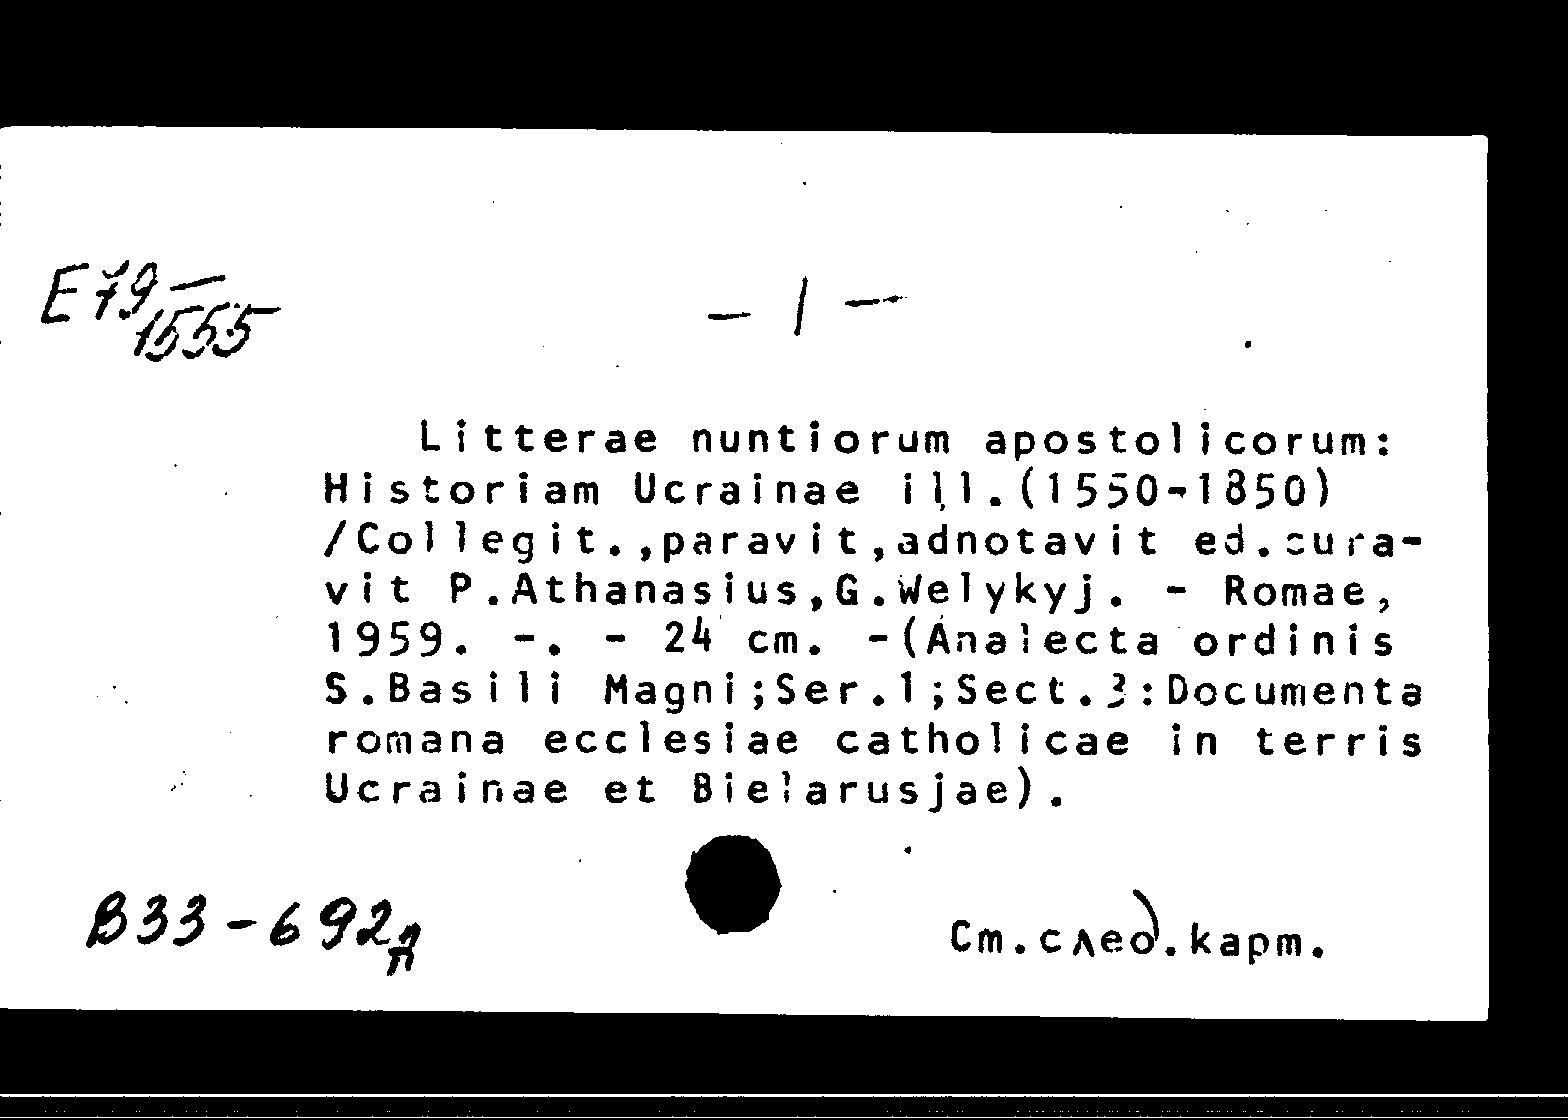 E79—
1555
— 1 —
Litterae nuntiorum apostolicorum:
Historiam Ucrainae ill.(1550-1850)
/Collegit.,paravit,adnotavit ed.cura-
vit P.Athanasius,G.Welykyj. - Romae,
1959. -. - 24 cm. -(Analecta ordinis
S.Basili Magni;Ser.1;Sect.3:Documenta
romana ecclesiae catholicae in terris
Ucrainae et Bielarusjae).
В33-692д
См.след.карт.